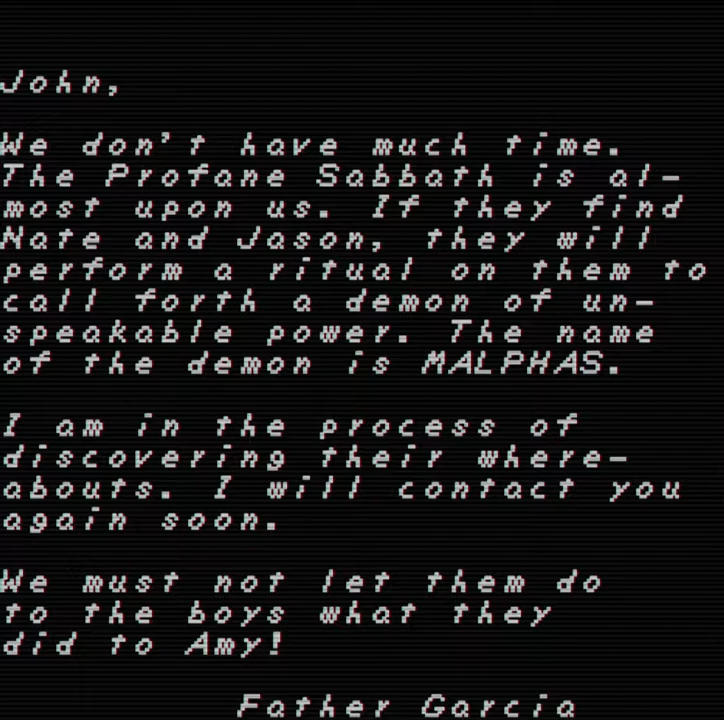 John,
We don't have much time.
The Profane Sabbath is al-
most upon us. If they find
Nate and Jason, they will
perform a ritual on them to
call forth a demon of un-
speakable power. The name
of the demon is MALPHAS.
I am in the process of
discovering their where-
abouts. I will contact you
again soon.
We must not let them do
to the boys what they
did to Amy!
Father Garcia